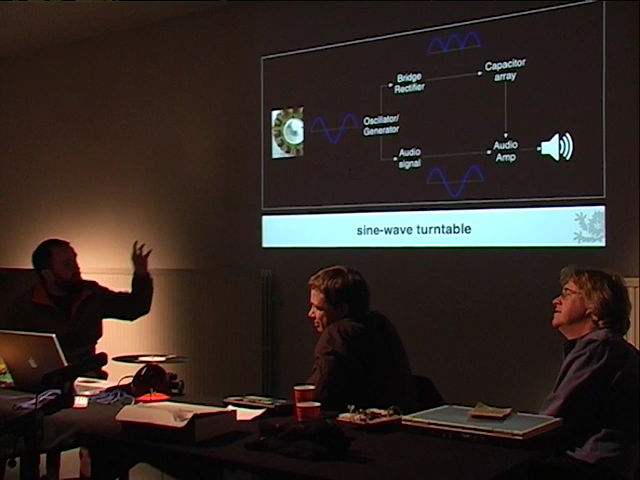 Bridge
Rectifier
Capacitor
array
Oscillator/
Generator
Audio
signal
Audio
Amp
sine-wave turntable